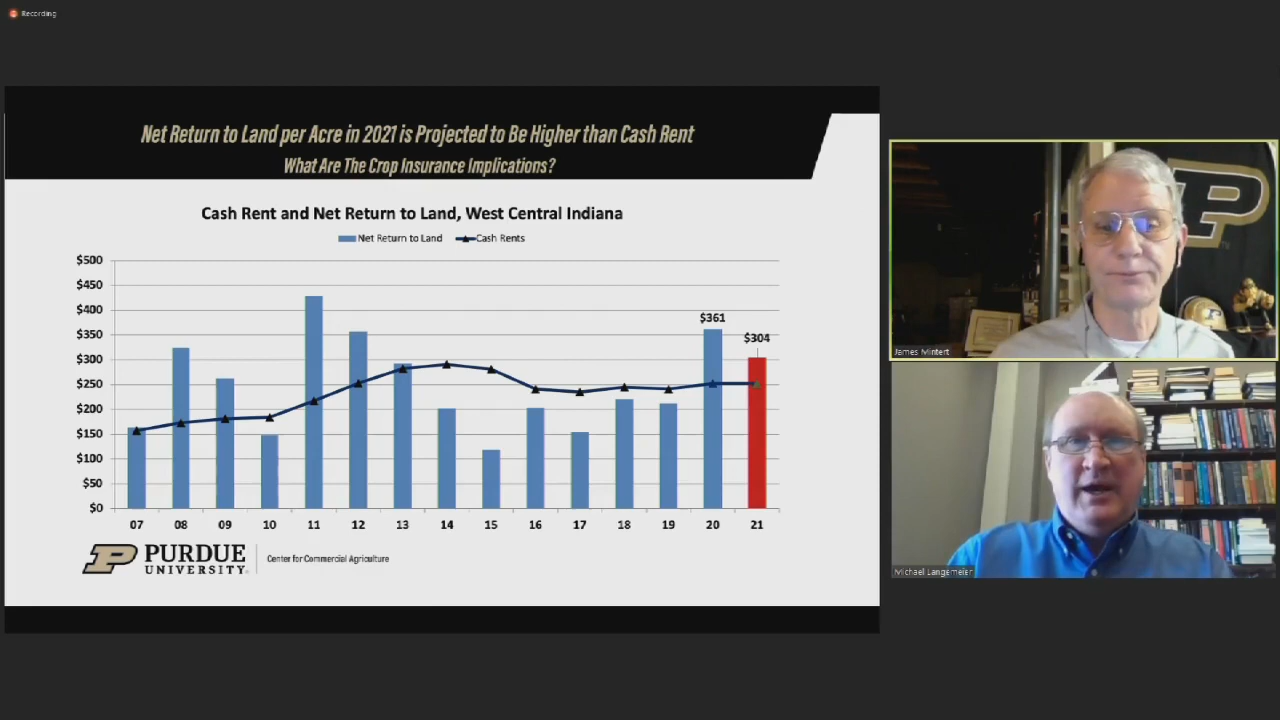 Recording
Net Return to Land per Acre in 2021 is Projected to Be Higher than Cash Rent
What Are The Crop Insurance Implications?
Cash Rent and Net Return to Land, West Central Indiana
Net Return to Land Cash Rents
$500
$450
$400
$350
$300
$250
$200
$150
$100
$50
$0
$361
$304
07 08 09 10 11 12 13 14 15 16 17 18 19 20 21
P PURDUE
UNIVERSITY.
Center for Commercial Agriculture
P
James Mintert
Michael Langemeier